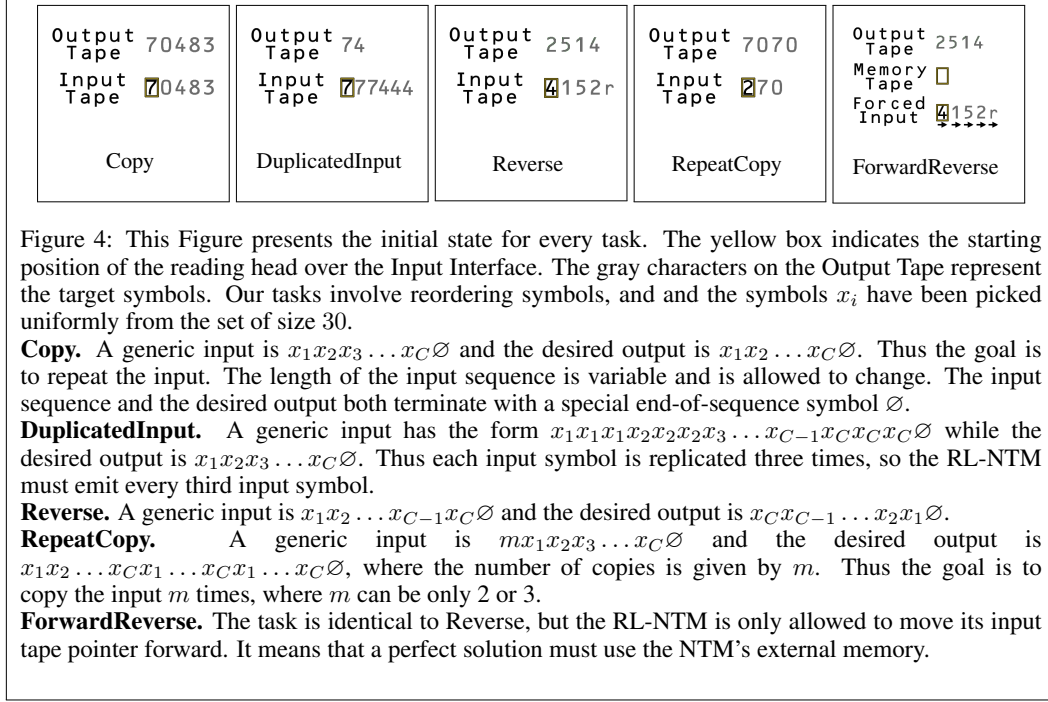 Output Tape 70483
Input Tape 70483
Copy
Output Tape 74
Input Tape 777444
DuplicatedInput
Output Tape 2514
Input Tape 4152r
Reverse
Output Tape 7070
Input Tape 270
RepeatCopy
Output Tape 2514
Memory Tape
Forced Input 4152r
ForwardReverse
Figure 4: This Figure presents the initial state for every task. The yellow box indicates the starting
position of the reading head over the Input Interface. The gray characters on the Output Tape represent
the target symbols. Our tasks involve reordering symbols, and and the symbols x_i have been picked
uniformly from the set of size 30.
Copy. A generic input is x_1x_2x_3 … x_C∅ and the desired output is x_1x_2 … x_C∅. Thus the goal is
to repeat the input. The length of the input sequence is variable and is allowed to change. The input
sequence and the desired output both terminate with a special end-of-sequence symbol ∅.
DuplicatedInput. A generic input has the form x_1x_1x_1x_2x_2x_2x_3 … x_{C−1}x_Cx_Cx_C∅ while the
desired output is x_1x_2x_3 … x_C∅. Thus each input symbol is replicated three times, so the RL-NTM
must emit every third input symbol.
Reverse. A generic input is x_1x_2 … x_{C−1}x_C∅ and the desired output is x_Cx_{C−1} … x_2x_1∅.
RepeatCopy. A generic input is mx_1x_2x_3 … x_C∅ and the desired output is
x_1x_2 … x_Cx_1 … x_Cx_1 … x_C∅, where the number of copies is given by m. Thus the goal is to
copy the input m times, where m can be only 2 or 3.
ForwardReverse. The task is identical to Reverse, but the RL-NTM is only allowed to move its input
tape pointer forward. It means that a perfect solution must use the NTM's external memory.